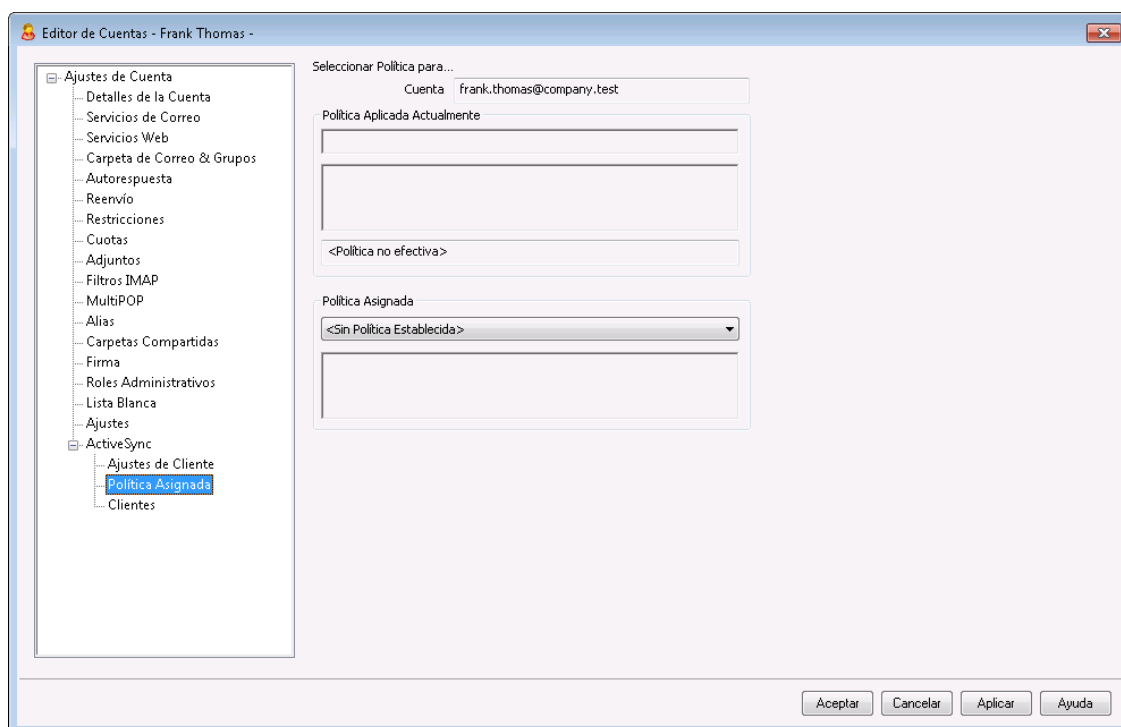 Editor de Cuentas - Frank Thomas -
Ajustes de Cuenta
Detalles de la Cuenta
Servicios de Correo
Servicios Web
Carpeta de Correo & Grupos
Autorespuesta
Reenvío
Restricciones
Cuotas
Adjuntos
Filtros IMAP
MultiPOP
Alias
Carpetas Compartidas
Firma
Roles Administrativos
Lista Blanca
Ajustes
ActiveSync
Ajustes de Cliente
Política Asignada
Clientes
Seleccionar Política para...
Cuenta frank.thomas@company.test
Política Aplicada Actualmente
<Política no efectiva>
Política Asignada
<Sin Política Establecida>
Aceptar Cancelar Aplicar Ayuda